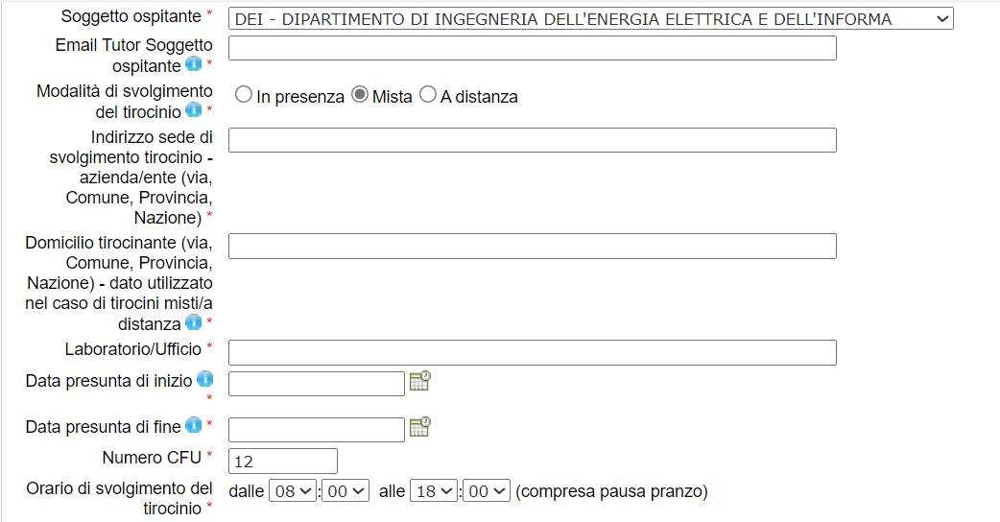 Soggetto ospitante * DEI - DIPARTIMENTO DI INGEGNERIA DELL'ENERGIA ELETTRICA E DELL'INFORMA
Email Tutor Soggetto
ospitante *
Modalità di svolgimento
del tirocinio * In presenza Mista A distanza
Indirizzo sede di
svolgimento tirocinio -
azienda/ente (via,
Comune, Provincia,
Nazione) *
Domicilio tirocinante (via,
Comune, Provincia,
Nazione) - dato utilizzato
nel caso di tirocini misti/a
distanza *
Laboratorio/Ufficio *
Data presunta di inizio
*
Data presunta di fine *
Numero CFU * 12
Orario di svolgimento del
tirocinio * dalle 08 : 00 alle 18 : 00 (compresa pausa pranzo)